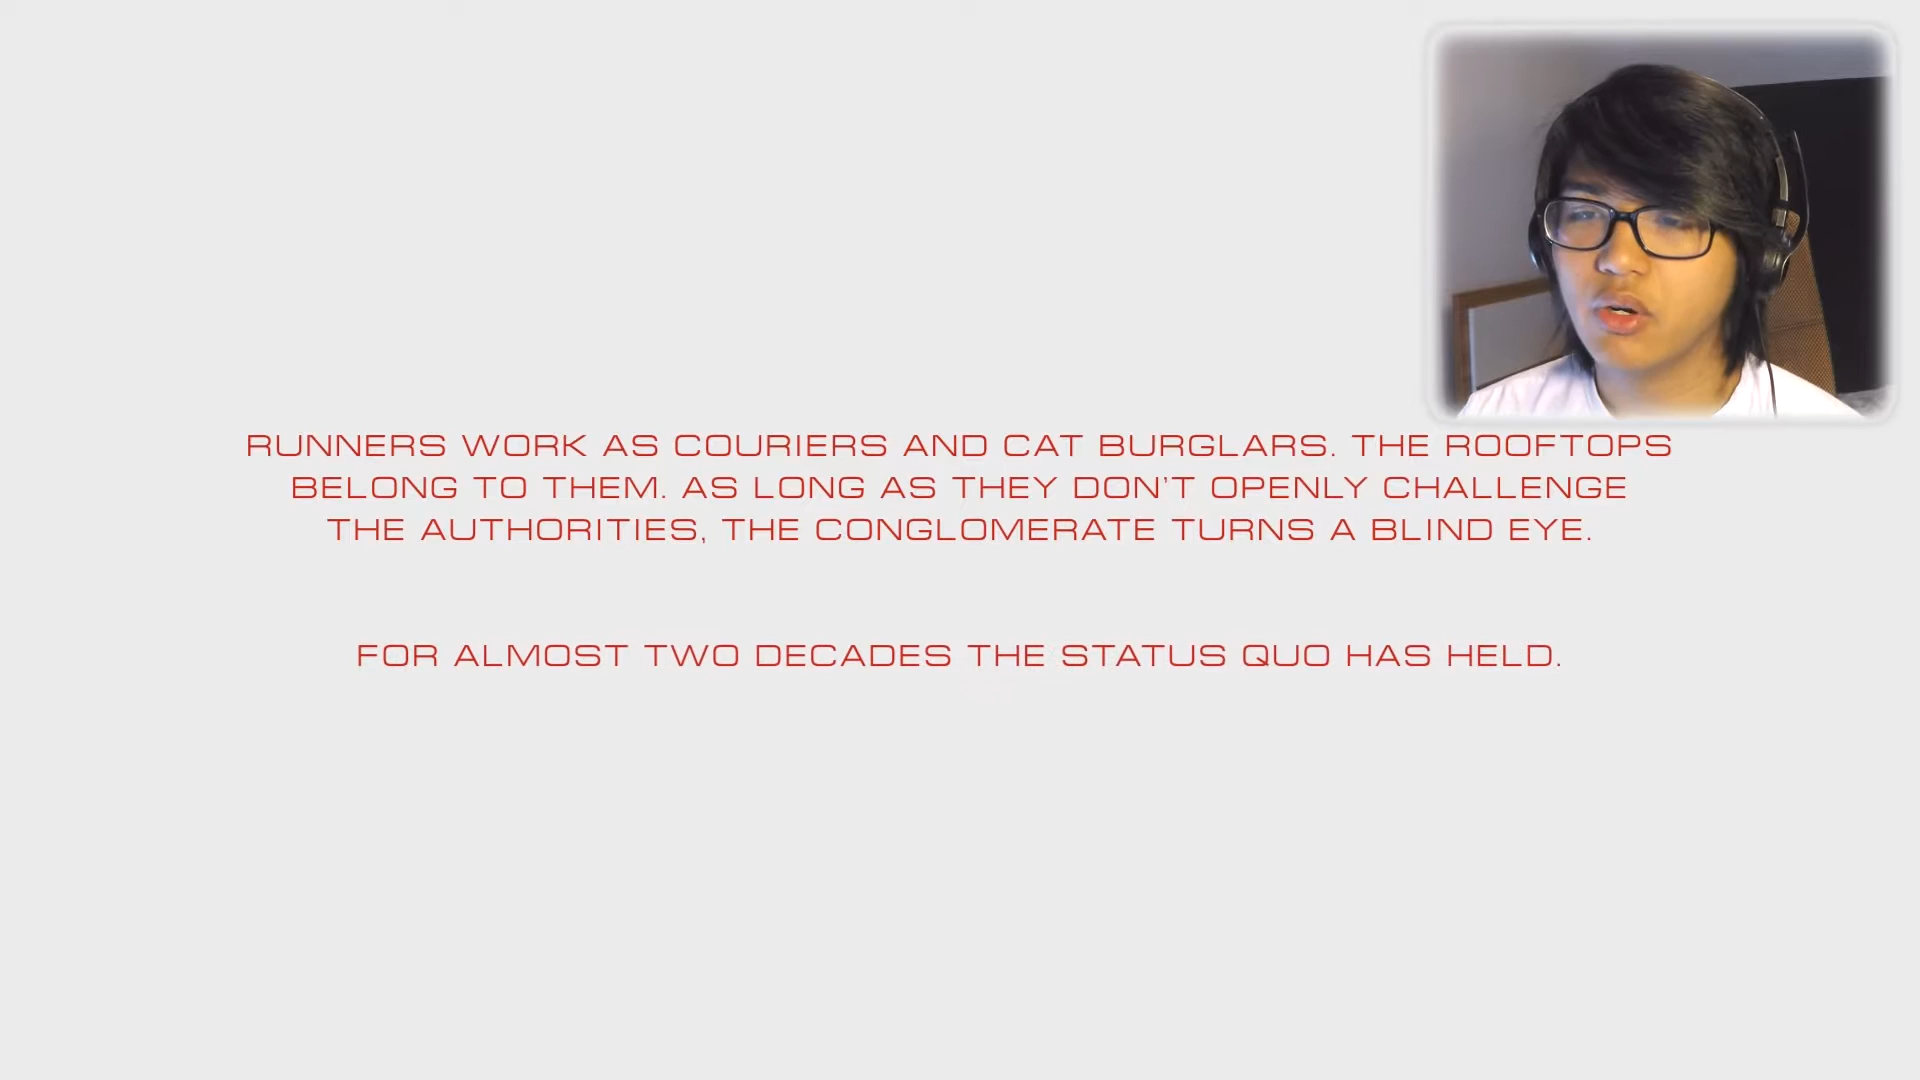 RUNNERS WORK AS COURIERS AND CAT BURGLARS. THE ROOFTOPS
BELONG TO THEM. AS LONG AS THEY DON'T OPENLY CHALLENGE
THE AUTHORITIES, THE CONGLOMERATE TURNS A BLIND EYE.
FOR ALMOST TWO DECADES THE STATUS QUO HAS HELD.